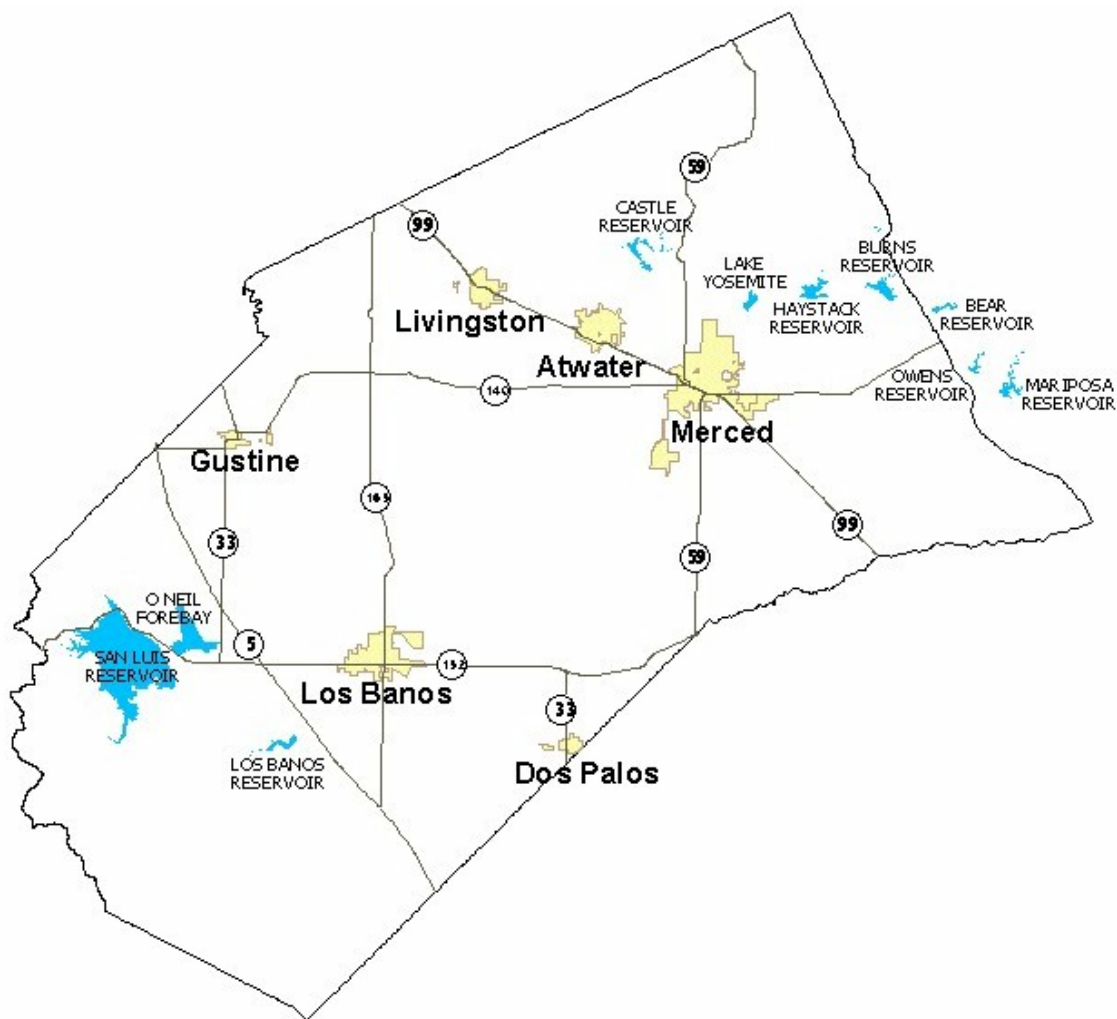 59
CASTLE
RESERVOIR
99
BURNS
RESERVOIR
LAKE
YOSEMITE
HAYSTACK
RESERVOIR
BEAR
RESERVOIR
Livingston
Atwater
OWENS
RESERVOIR
MARIPOSA
RESERVOIR
140
Merced
Gustine
165
99
33
59
O NEIL
FOREBAY
5
SAN LUIS
RESERVOIR
152
Los Banos
33
LOS BANOS
RESERVOIR
Dos Palos